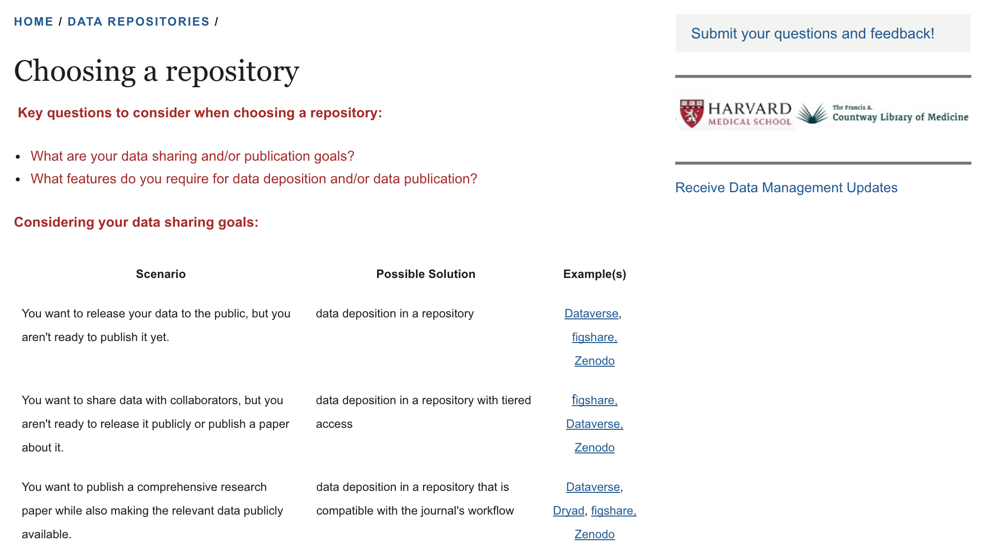 HOME / DATA REPOSITORIES /
Choosing a repository
Key questions to consider when choosing a repository:
• What are your data sharing and/or publication goals?
• What features do you require for data deposition and/or data publication?
Considering your data sharing goals:
Scenario
Possible Solution
Example(s)
You want to release your data to the public, but you
aren't ready to publish it yet.
data deposition in a repository
Dataverse,
figshare,
Zenodo
You want to share data with collaborators, but you
aren't ready to release it publicly or publish a paper
about it.
data deposition in a repository with tiered
access
figshare,
Dataverse,
Zenodo
You want to publish a comprehensive research
paper while also making the relevant data publicly
available.
data deposition in a repository that is
compatible with the journal's workflow
Dataverse,
Dryad, figshare,
Zenodo
Submit your questions and feedback!
HARVARD
MEDICAL SCHOOL
The Francis A.
Countway Library of Medicine
Receive Data Management Updates